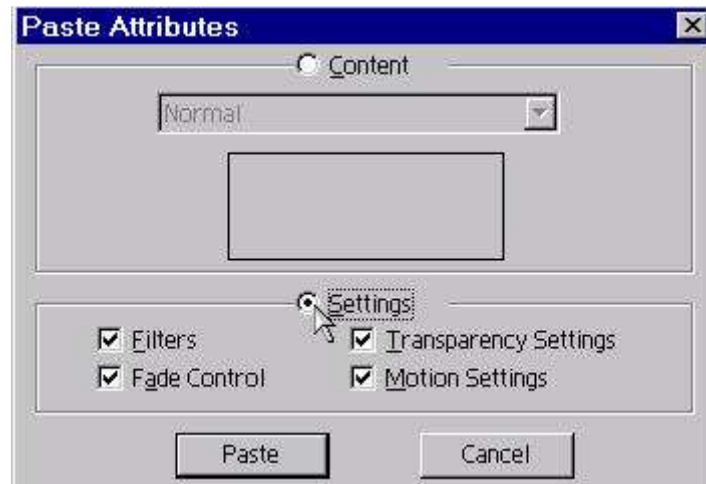 Paste Attributes
Content
Normal
Settings
Filters Transparency Settings
Fade Control Motion Settings
Paste Cancel